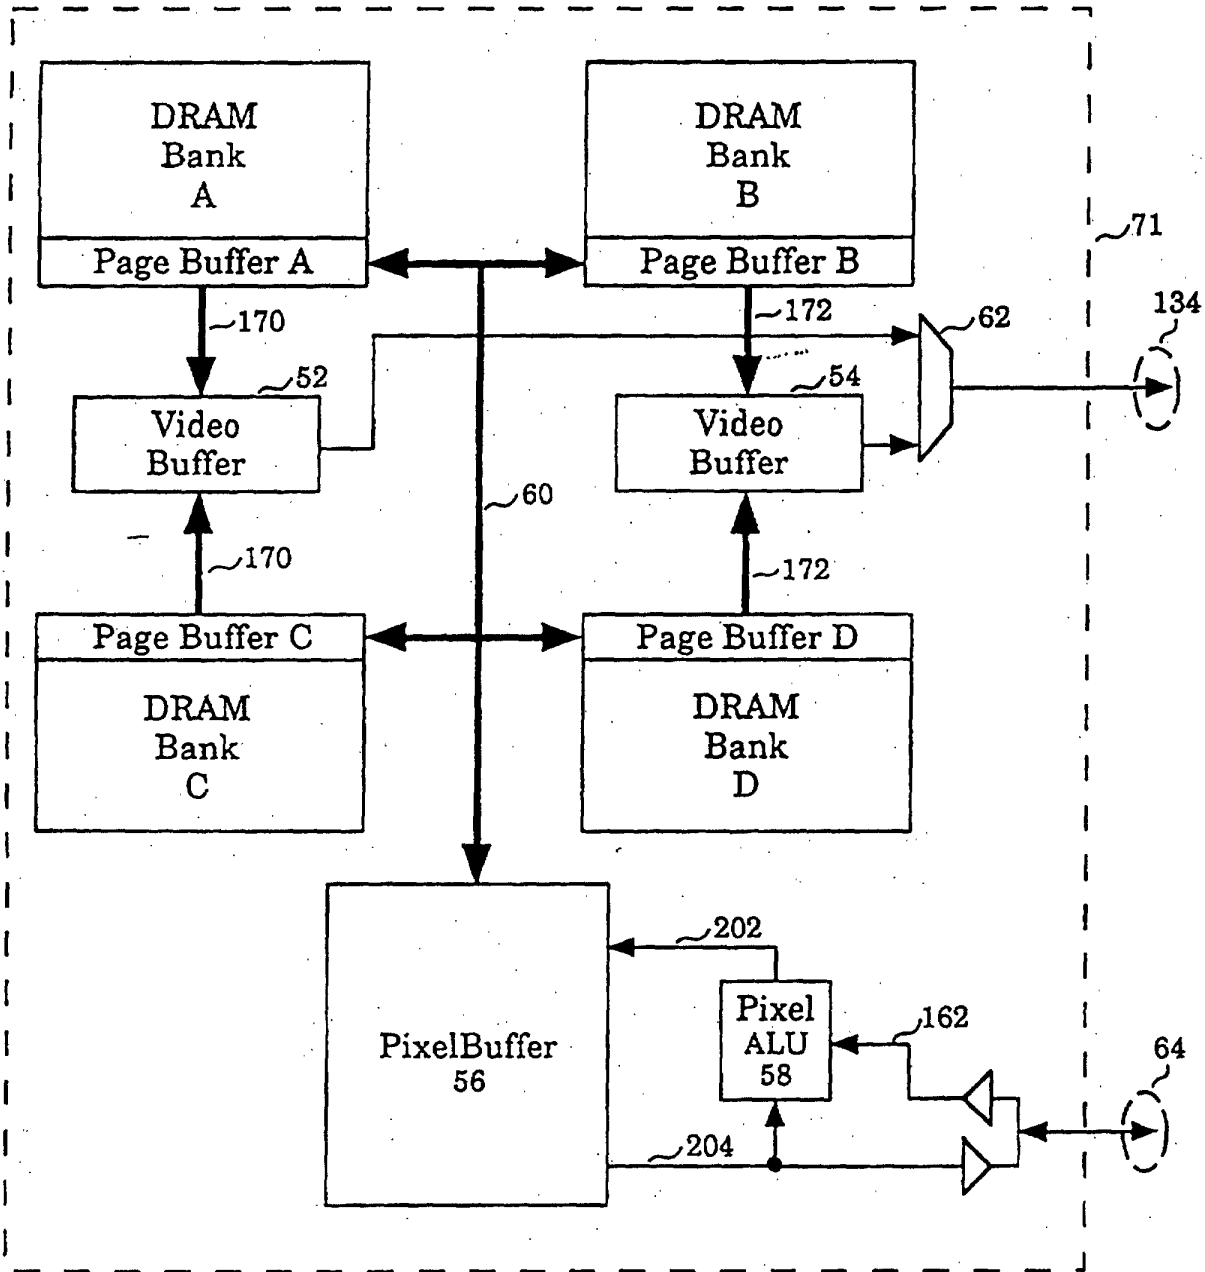 DRAM
Bank
A
Page Buffer A
DRAM
Bank
B
Page Buffer B
71
170
172
62
134
52
Video
Buffer
54
Video
Buffer
60
170
172
Page Buffer C
DRAM
Bank
C
Page Buffer D
DRAM
Bank
D
PixelBuffer
56
202
Pixel
ALU
58
162
64
204